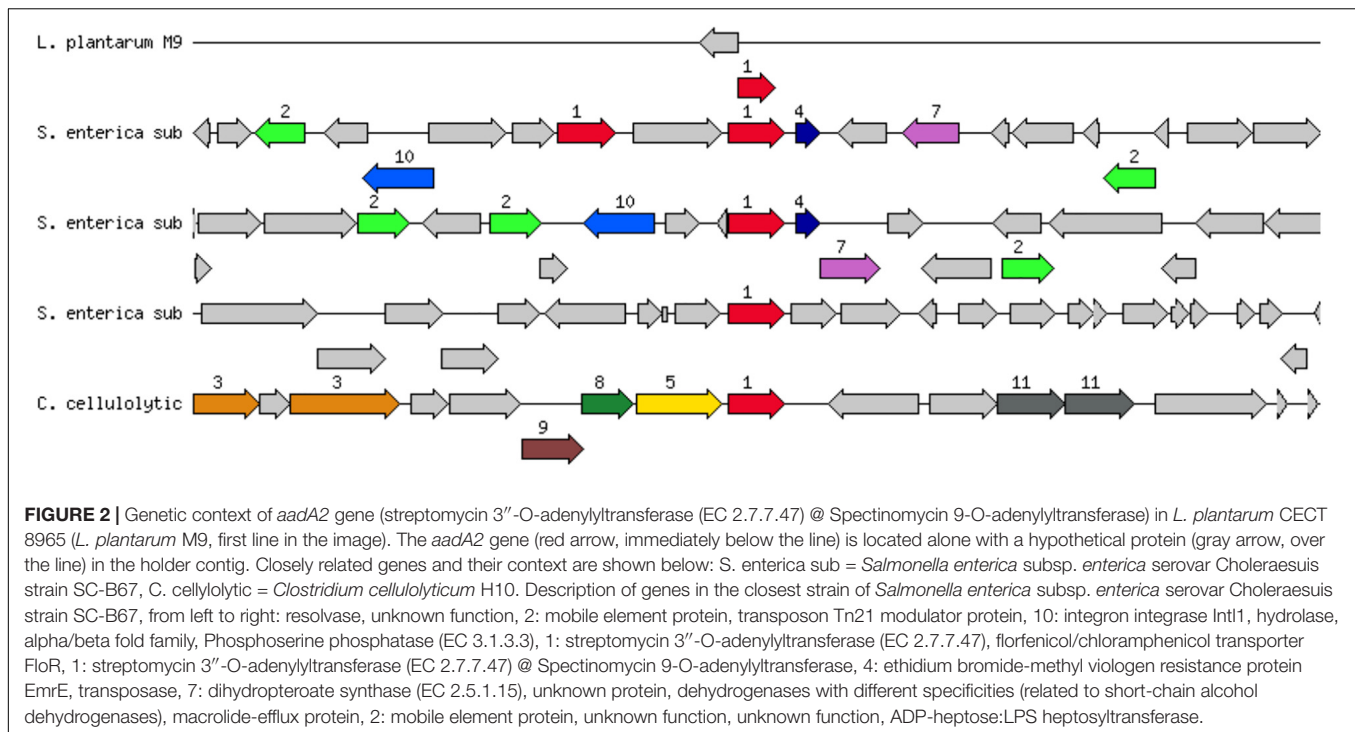 L. plantarum M9
1
S. enterica sub
2 1 1 4 7
10 2
S. enterica sub
2 2 10 1 4
7 2
S. enterica sub
1
C. cellulolytic
3 3 8 5 1 11 11
9
FIGURE 2 | Genetic context of aadA2 gene (streptomycin 3″-O-adenylyltransferase (EC 2.7.7.47) @ Spectinomycin 9-O-adenylyltransferase) in L. plantarum CECT
8965 (L. plantarum M9, first line in the image). The aadA2 gene (red arrow, immediately below the line) is located alone with a hypothetical protein (gray arrow, over
the line) in the holder contig. Closely related genes and their context are shown below: S. enterica sub = Salmonella enterica subsp. enterica serovar Choleraesuis
strain SC-B67, C. cellylolytic = Clostridium cellulolyticum H10. Description of genes in the closest strain of Salmonella enterica subsp. enterica serovar Choleraesuis
strain SC-B67, from left to right: resolvase, unknown function, 2: mobile element protein, transposon Tn21 modulator protein, 10: integron integrase IntI1, hydrolase,
alpha/beta fold family, Phosphoserine phosphatase (EC 3.1.3.3), 1: streptomycin 3″-O-adenylyltransferase (EC 2.7.7.47), florfenicol/chloramphenicol transporter
FloR, 1: streptomycin 3″-O-adenylyltransferase (EC 2.7.7.47) @ Spectinomycin 9-O-adenylyltransferase, 4: ethidium bromide-methyl viologen resistance protein
EmrE, transposase, 7: dihydropteroate synthase (EC 2.5.1.15), unknown protein, dehydrogenases with different specificities (related to short-chain alcohol
dehydrogenases), macrolide-efflux protein, 2: mobile element protein, unknown function, unknown function, ADP-heptose:LPS heptosyltransferase.